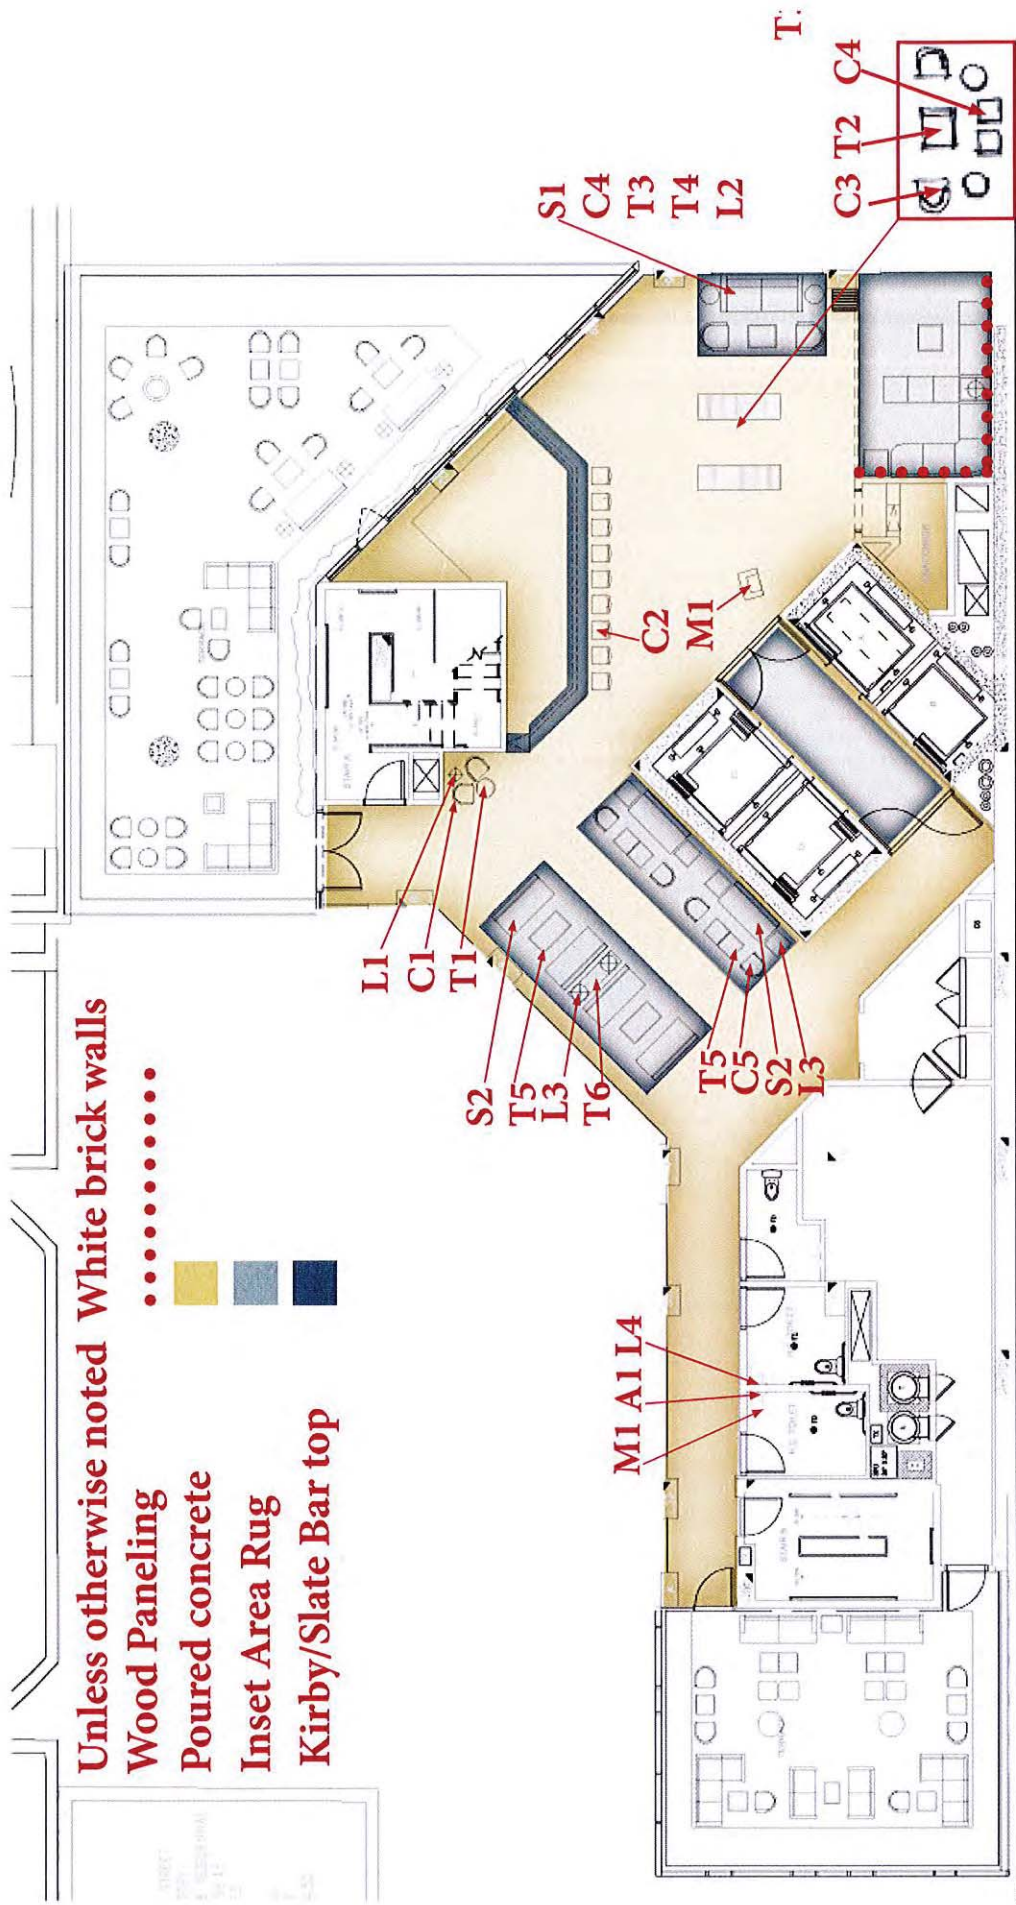 Unless otherwise noted White brick walls
Wood Paneling
Poured concrete
Inset Area Rug
Kirby/Slate Bar top
M1 A1 L4
S2
T5
L3
T6
L1
C1
T1
T5
C5
S2
L3
C2
M1
S1
C4
T3
T4
L2
C3 T2 C4
STAIR A
STAIR B